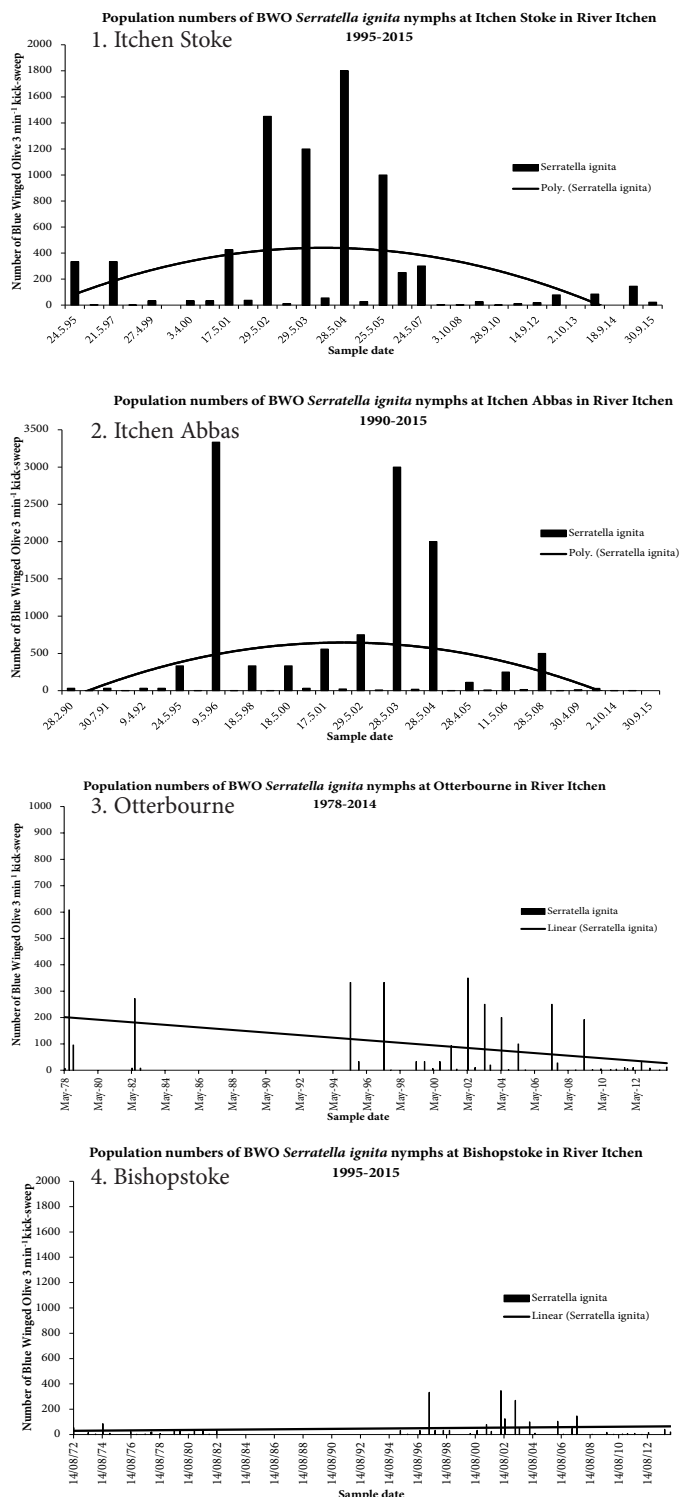 Population numbers of BWO Serratella ignita nymphs at Itchen Stoke in River Itchen
1995-2015
1. Itchen Stoke
Number of Blue Winged Olive 3 min⁻¹ kick-sweep
2000
1800
1600
1400
1200
1000
800
600
400
200
0
Serratella ignita
Poly. (Serratella ignita)
24.5.95
21.5.97
27.4.99
3.4.00
17.5.01
29.5.02
29.5.03
28.5.04
25.5.05
24.5.07
3.10.08
28.9.10
14.9.12
2.10.13
18.9.14
30.9.15
Sample date
Population numbers of BWO Serratella ignita nymphs at Itchen Abbas in River Itchen
1990-2015
2. Itchen Abbas
Number of Blue Winged Olive 3 min⁻¹ kick-sweep
3500
3000
2500
2000
1500
1000
500
0
Serratella ignita
Poly. (Serratella ignita)
28.2.90
30.7.91
9.4.92
24.5.95
9.5.96
18.5.98
18.5.00
17.5.01
29.5.02
28.5.03
28.5.04
28.4.05
11.5.06
28.5.08
30.4.09
2.10.14
30.9.15
Sample date
Population numbers of BWO Serratella ignita nymphs at Otterbourne in River Itchen
1978-2014
3. Otterbourne
Number of Blue Winged Olive 3 min⁻¹ kick-sweep
1000
900
800
700
600
500
400
300
200
100
0
Serratella ignita
Linear (Serratella ignita)
May-78
May-80
May-82
May-84
May-86
May-88
May-90
May-92
May-94
May-96
May-98
May-00
May-02
May-04
May-06
May-08
May-10
May-12
Sample date
Population numbers of BWO Serratella ignita nymphs at Bishopstoke in River Itchen
1995-2015
4. Bishopstoke
Number of Blue Winged Olive 3 min⁻¹ kick-sweep
2000
1800
1600
1400
1200
1000
800
600
400
200
0
Serratella ignita
Linear (Serratella ignita)
14/08/72
14/08/74
14/08/76
14/08/78
14/08/80
14/08/82
14/08/84
14/08/86
14/08/88
14/08/90
14/08/92
14/08/94
14/08/96
14/08/98
14/08/00
14/08/02
14/08/04
14/08/06
14/08/08
14/08/10
14/08/12
Sample date